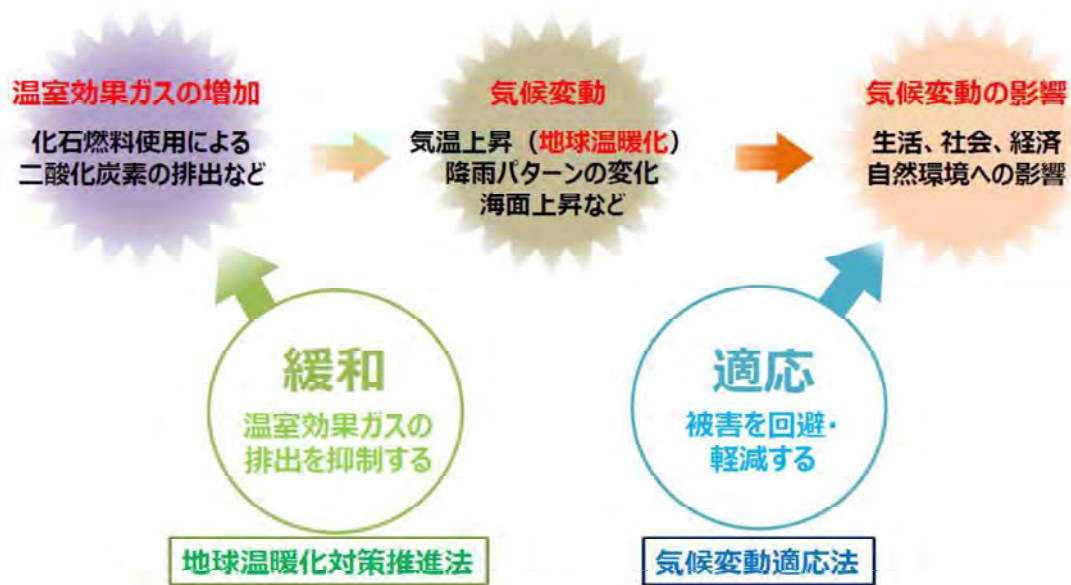 温室効果ガスの増加
化石燃料使用による
二酸化炭素の排出など
気候変動
気温上昇（地球温暖化）
降雨パターンの変化
海面上昇など
気候変動の影響
生活、社会、経済
自然環境への影響
緩和
温室効果ガスの
排出を抑制する
地球温暖化対策推進法
適応
被害を回避・
軽減する
気候変動適応法